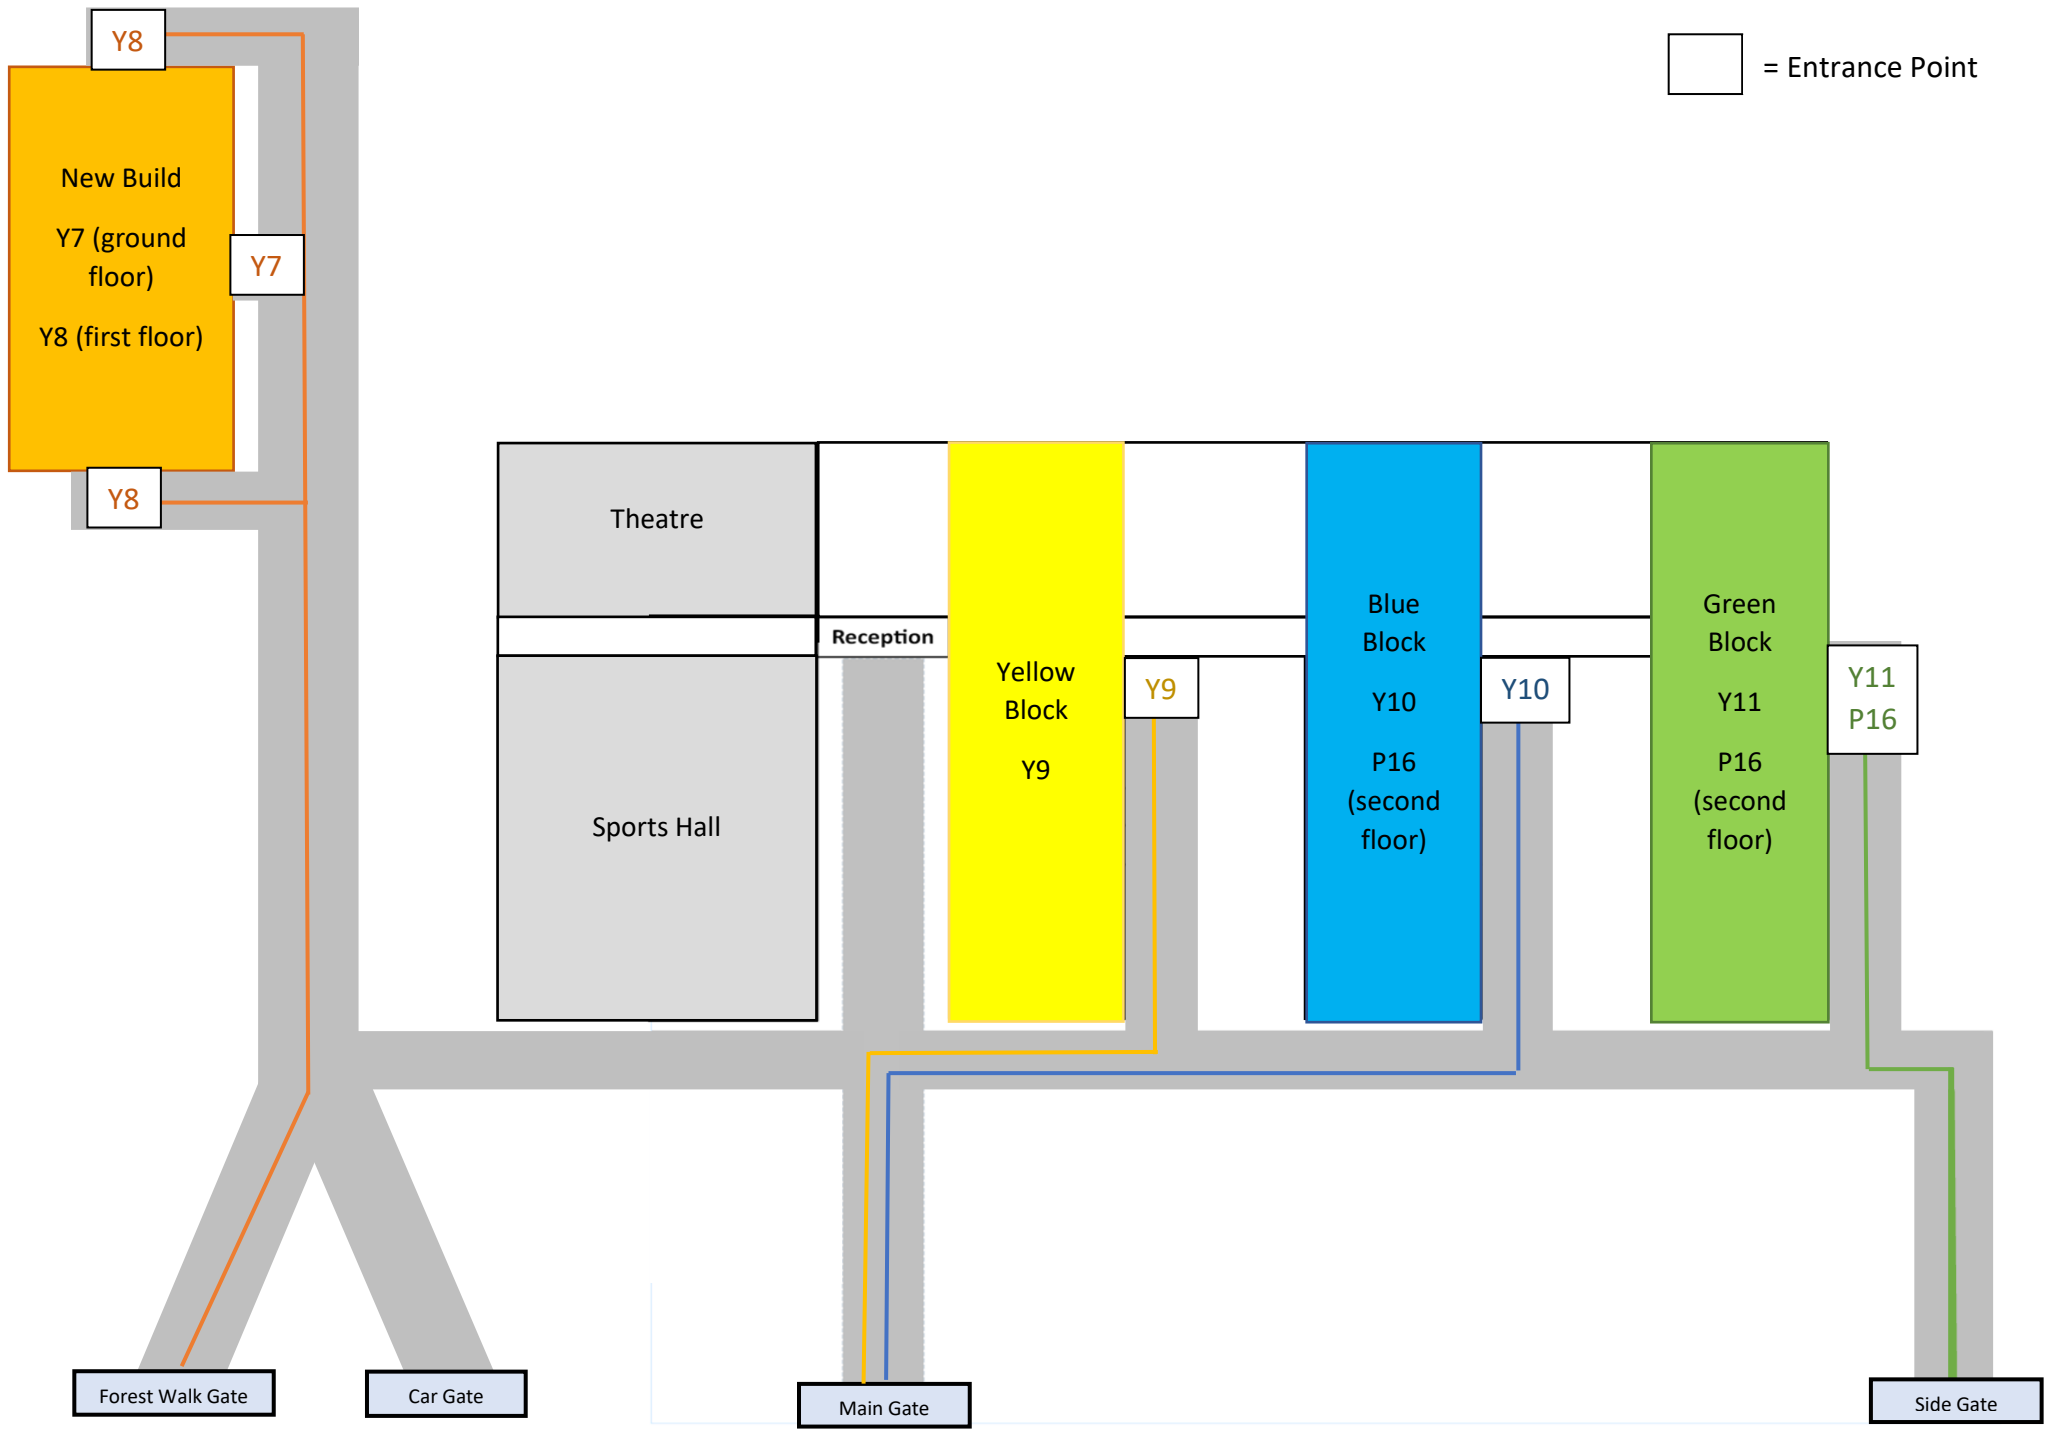 Y8
= Entrance Point
New Build
Y7 (ground
floor)
Y8 (first floor)
Y7
Y8
Theatre
Reception
Sports Hall
Yellow
Block
Y9
Y9
Blue
Block
Y10
P16
(second
floor)
Y10
Green
Block
Y11
P16
(second
floor)
Y11
P16
Forest Walk Gate
Car Gate
Main Gate
Side Gate